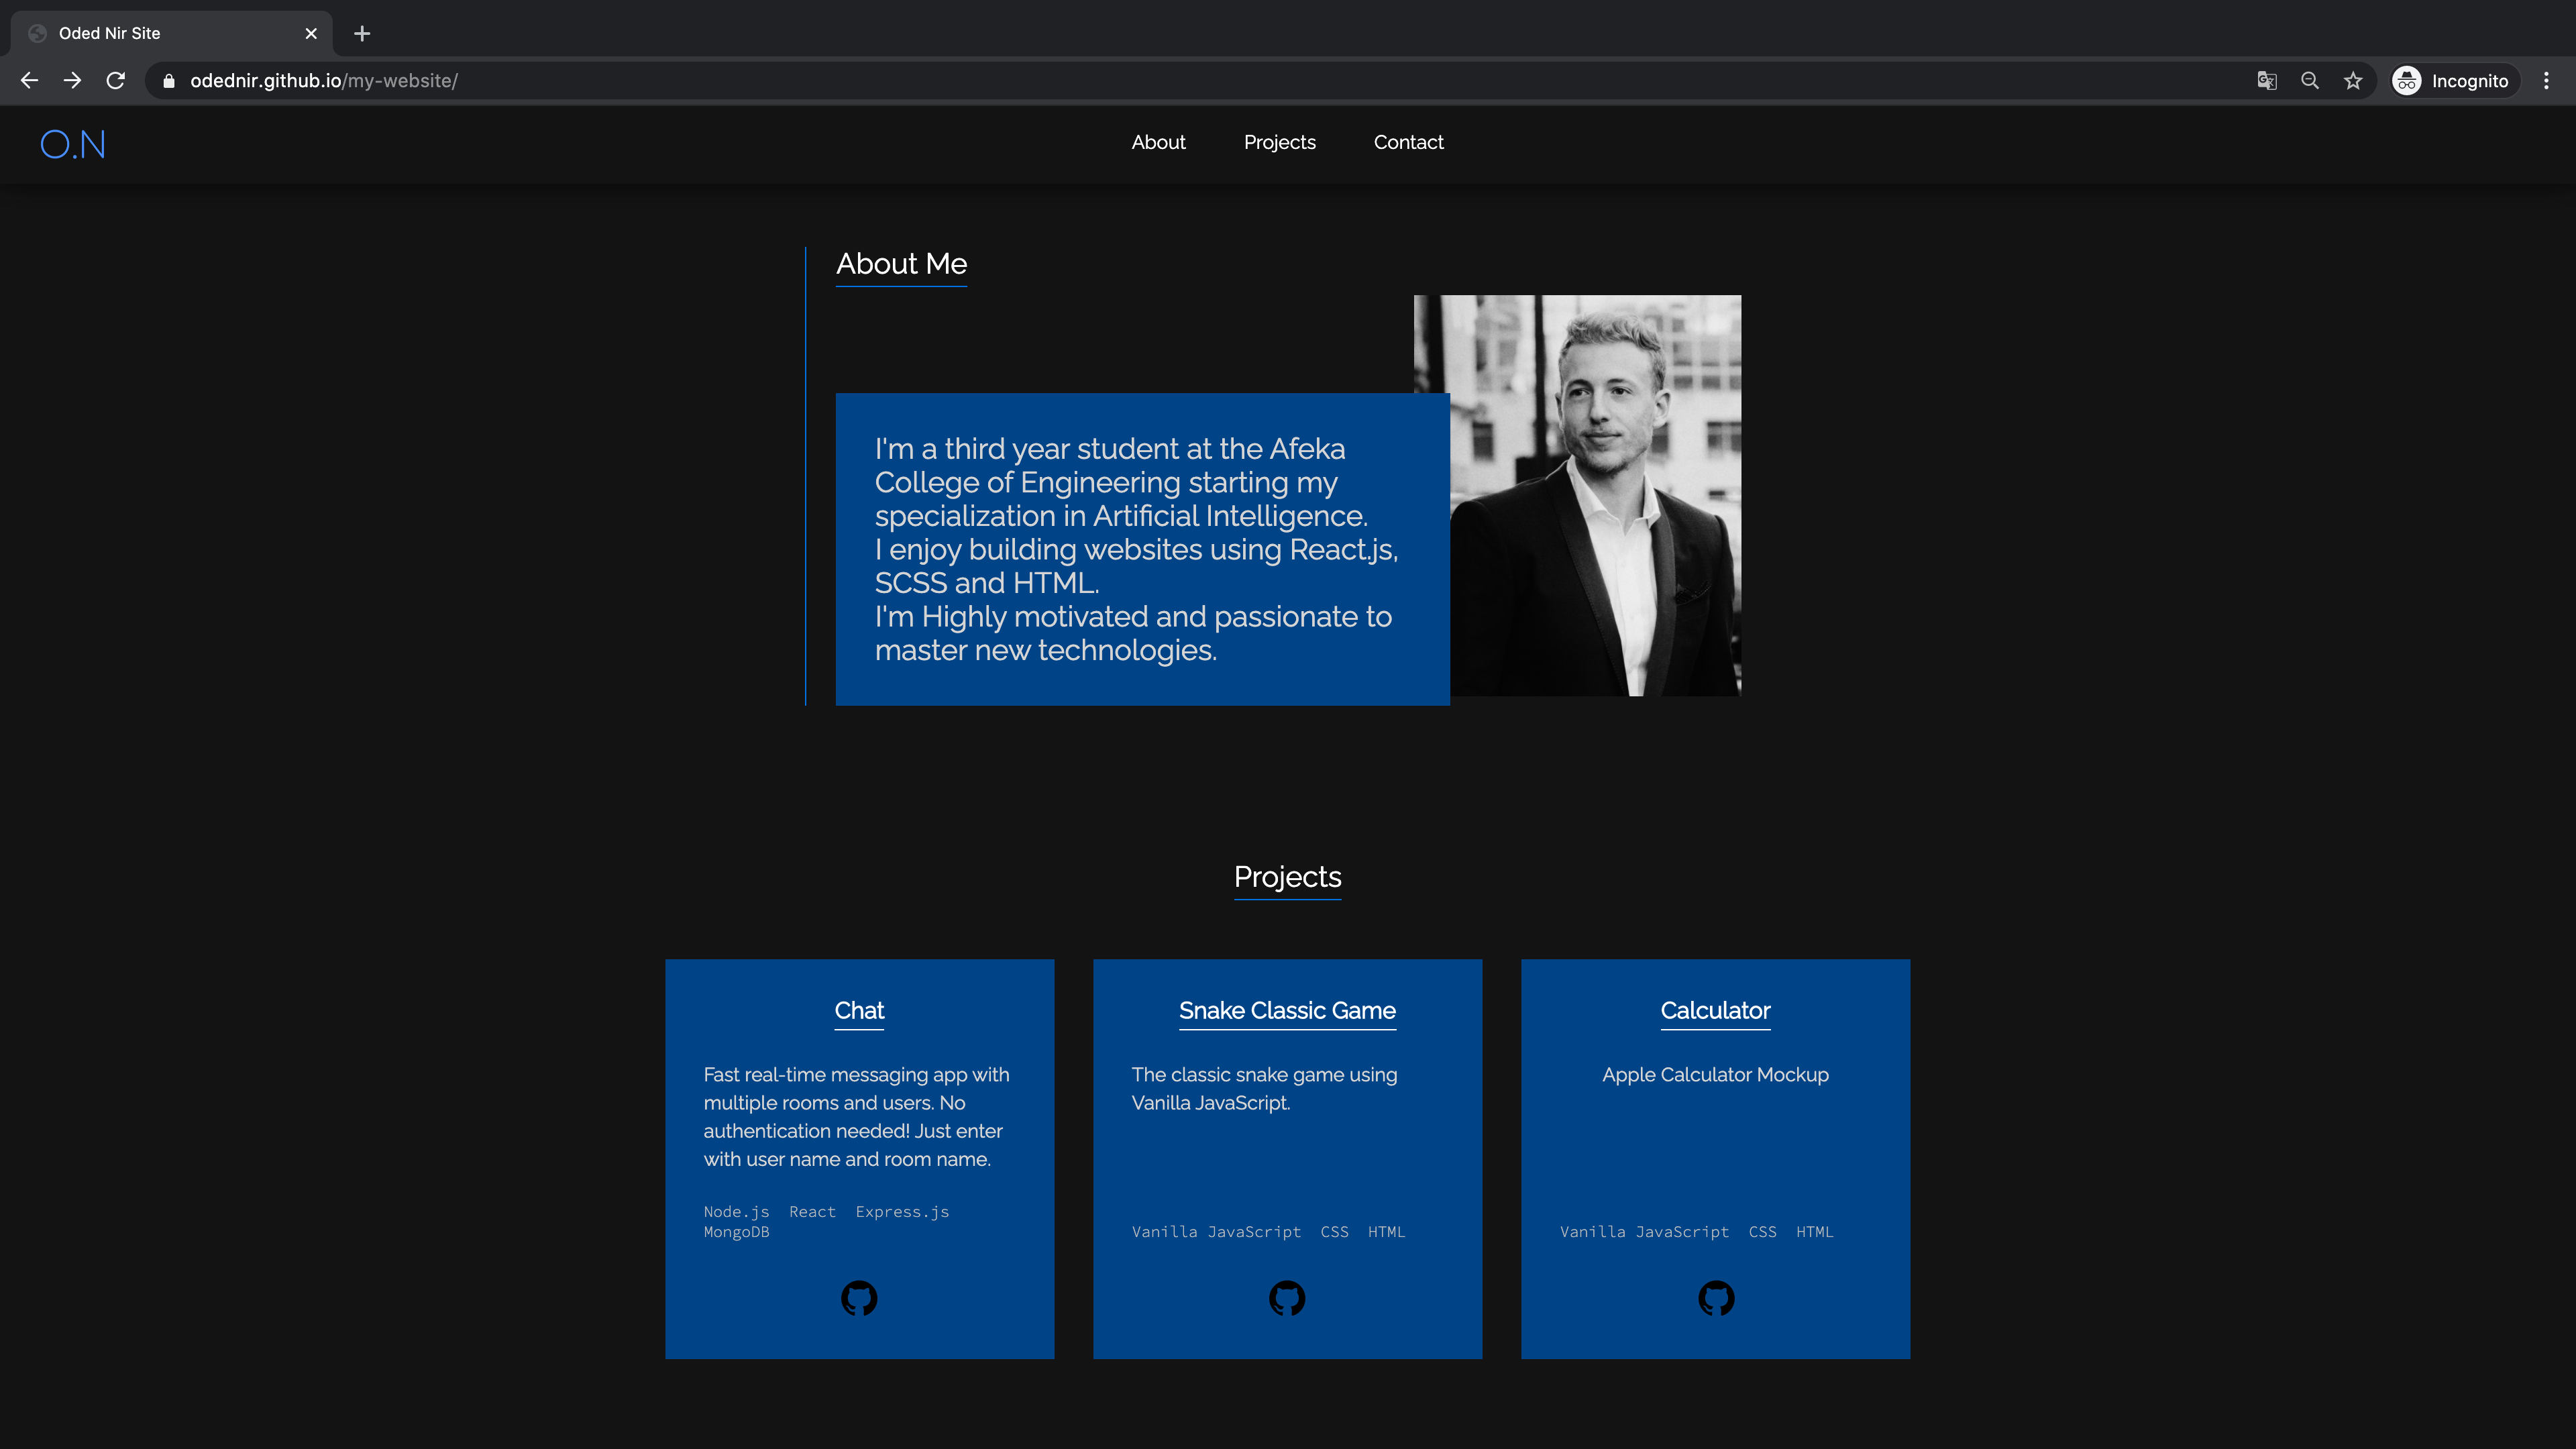 Oded Nir Site
odednir.github.io/my-website/
Incognito
O.N
About Projects Contact
About Me
I'm a third year student at the Afeka
College of Engineering starting my
specialization in Artificial Intelligence.
I enjoy building websites using React.js,
SCSS and HTML.
I'm Highly motivated and passionate to
master new technologies.
Projects
Chat
Fast real-time messaging app with
multiple rooms and users. No
authentication needed! Just enter
with user name and room name.
Node.js React Express.js
MongoDB
Snake Classic Game
The classic snake game using
Vanilla JavaScript.
Vanilla JavaScript CSS HTML
Calculator
Apple Calculator Mockup
Vanilla JavaScript CSS HTML